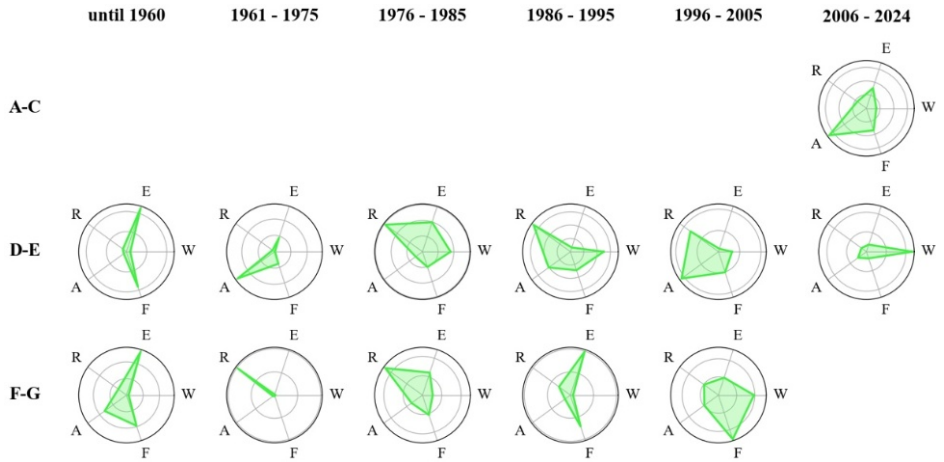 until 1960 1961 - 1975 1976 - 1985 1986 - 1995 1996 - 2005 2006 - 2024
E
R
A-C W
A
F
E E E E E E
R R R R R R
D-E W W W W W W
A A A A A A
F F F F F F
E E E E E
R R R R R
F-G W W W W W
A A A A A
F F F F F